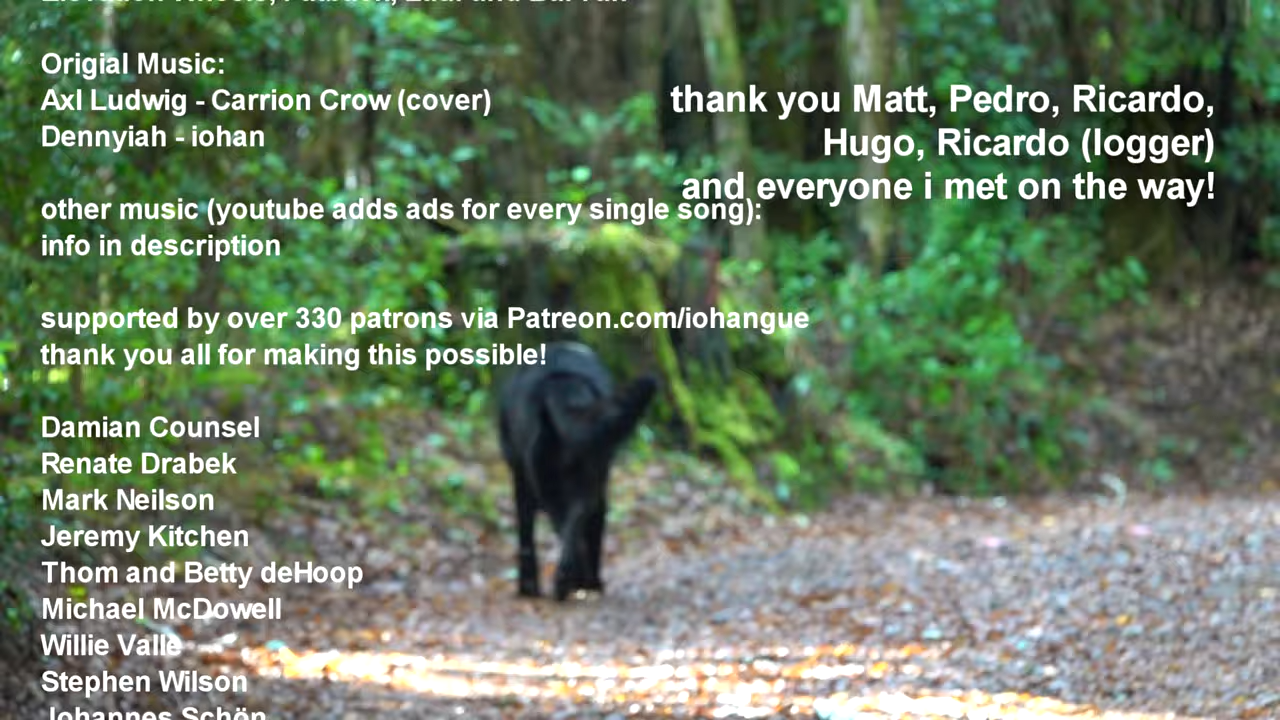 Origial Music:
Axl Ludwig - Carrion Crow (cover)
Dennyiah - iohan
other music (youtube adds ads for every single song):
info in description
supported by over 330 patrons via Patreon.com/iohangue
thank you all for making this possible!
Damian Counsel
Renate Drabek
Mark Neilson
Jeremy Kitchen
Thom and Betty deHoop
Michael McDowell
Willie Valle
Stephen Wilson
Johannes Schön
thank you Matt, Pedro, Ricardo,
Hugo, Ricardo (logger)
and everyone i met on the way!